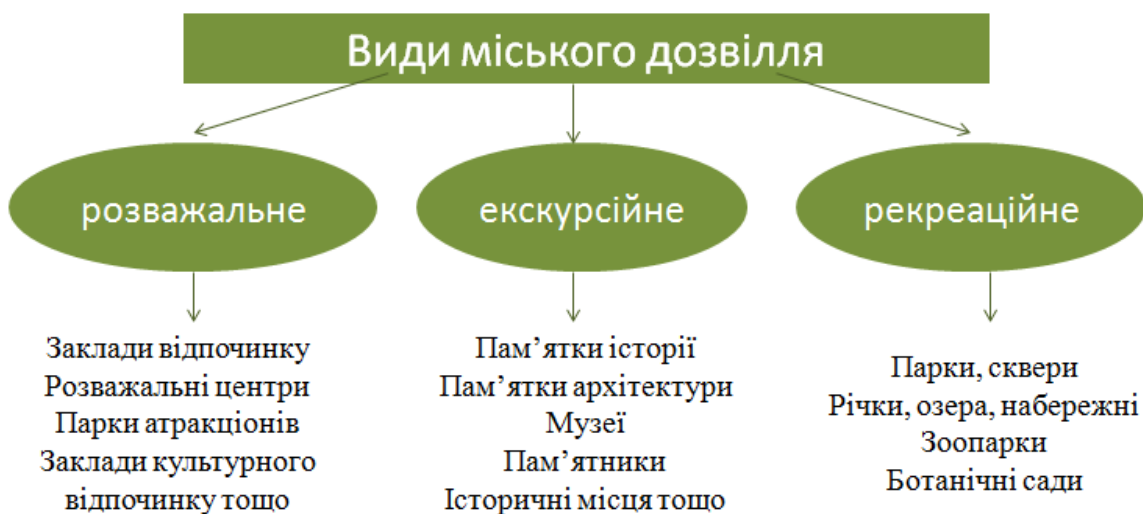 Види міського дозвілля
розважальне
екскурсійне
рекреаційне
Заклади відпочинку
Розважальні центри
Парки атракціонів
Заклади культурного
відпочинку тощо
Пам’ятки історії
Пам’ятки архітектури
Музеї
Пам’ятники
Історичні місця тощо
Парки, сквери
Річки, озера, набережні
Зоопарки
Ботанічні сади